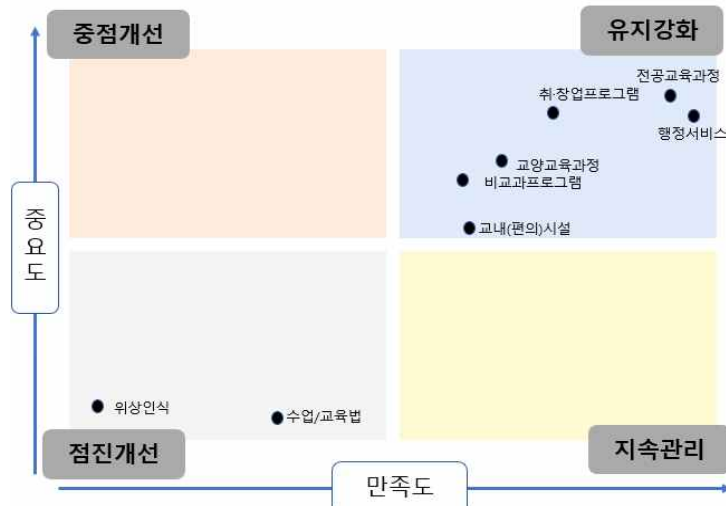 중점개선
유지강화
전공교육과정
취·창업프로그램
행정서비스
교양교육과정
비교과프로그램
교내(편의)시설
중요도
위상인식
수업/교육법
점진개선
지속관리
만족도